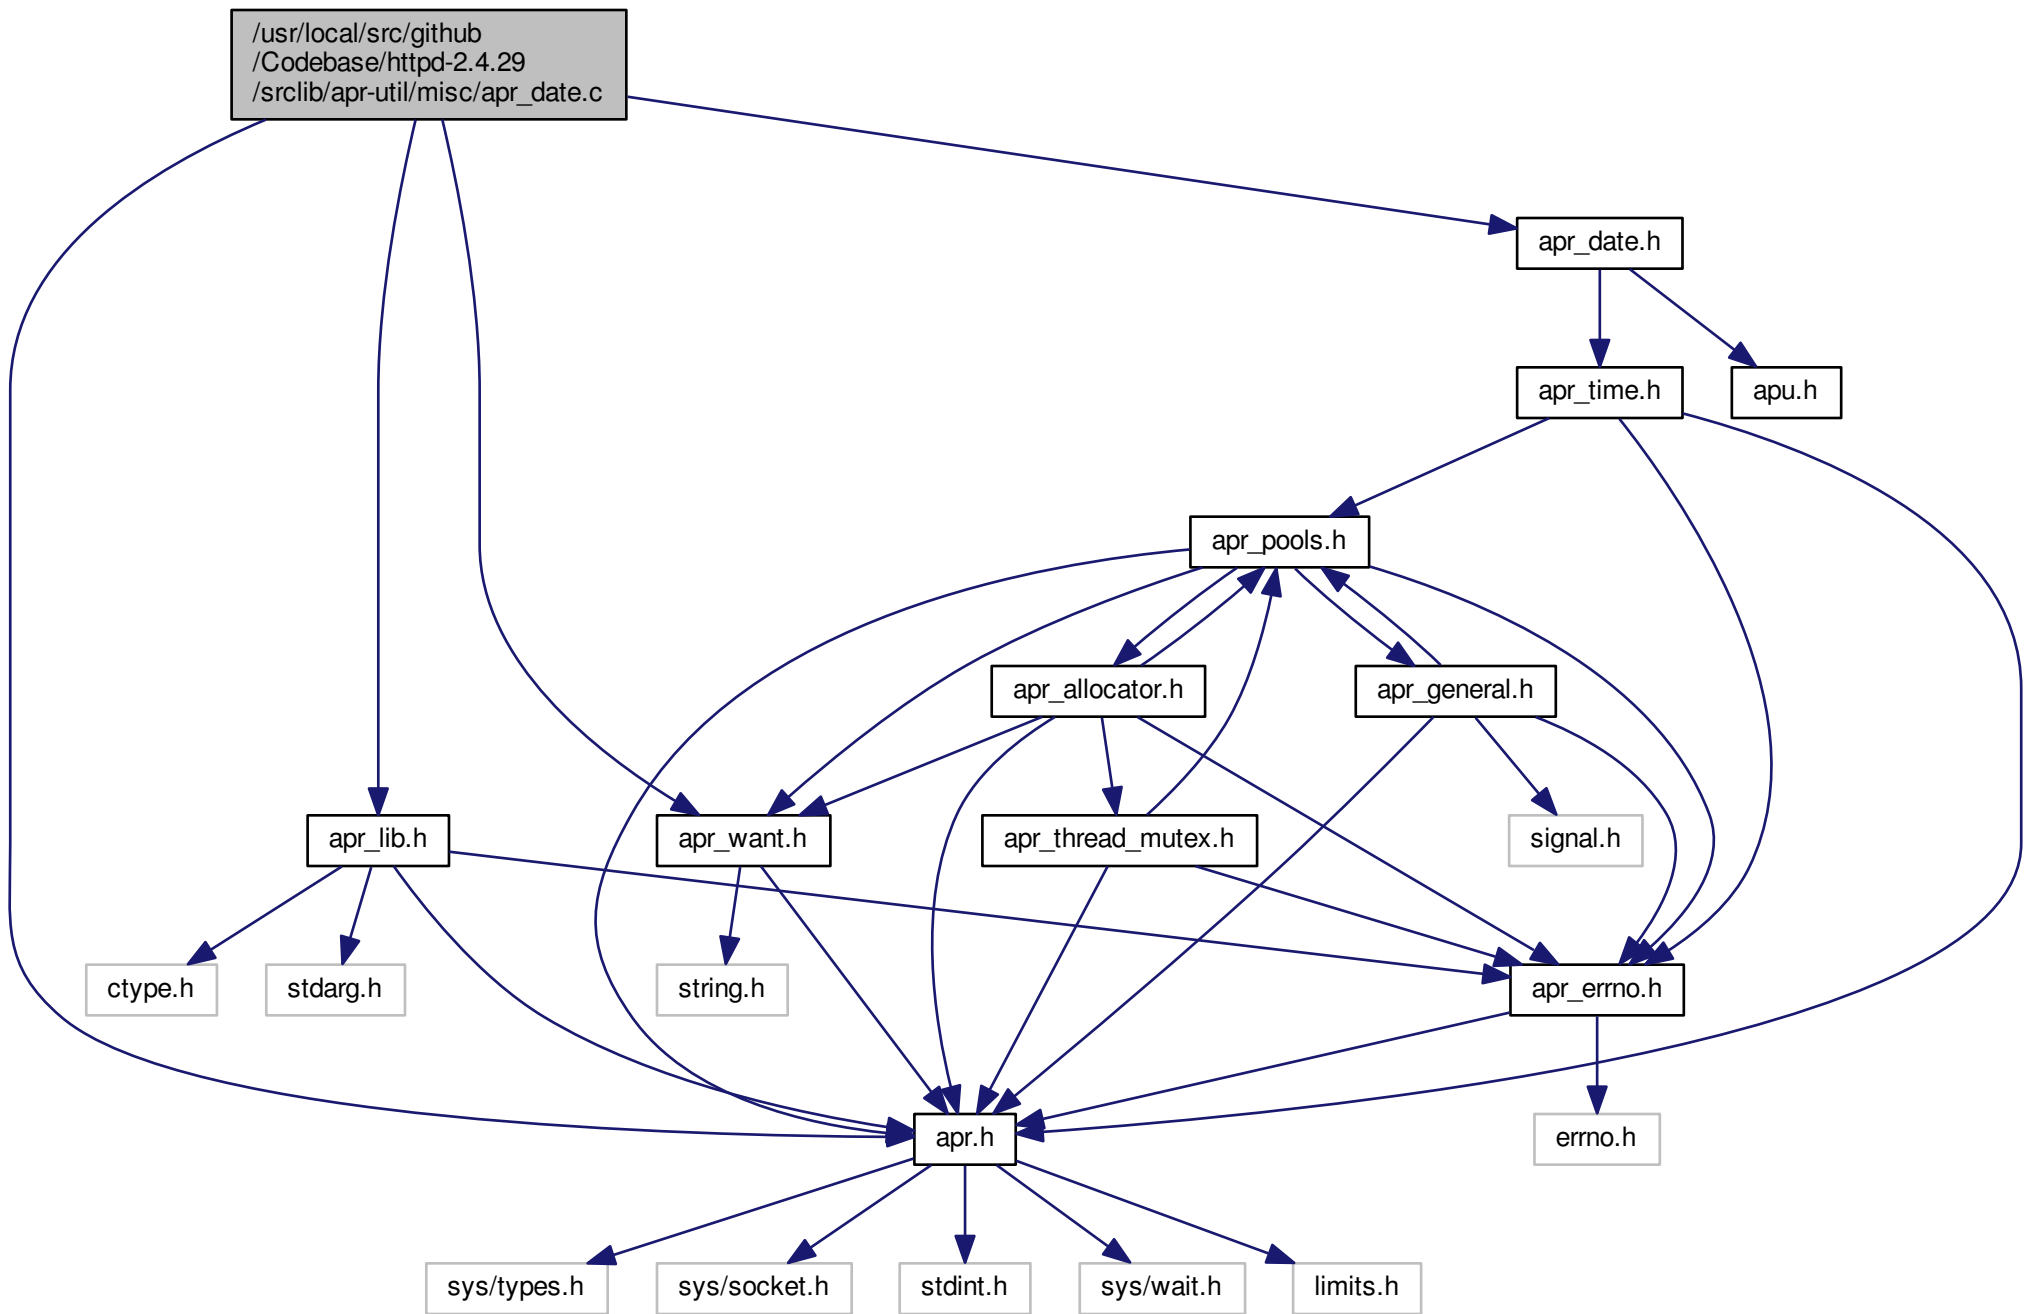 /usr/local/src/github
/Codebase/httpd-2.4.29
/srclib/apr-util/misc/apr_date.c
apr_date.h
apr_time.h
apu.h
apr_pools.h
apr_allocator.h
apr_general.h
apr_lib.h
apr_want.h
apr_thread_mutex.h
signal.h
ctype.h
stdarg.h
string.h
apr_errno.h
apr.h
errno.h
sys/types.h
sys/socket.h
stdint.h
sys/wait.h
limits.h